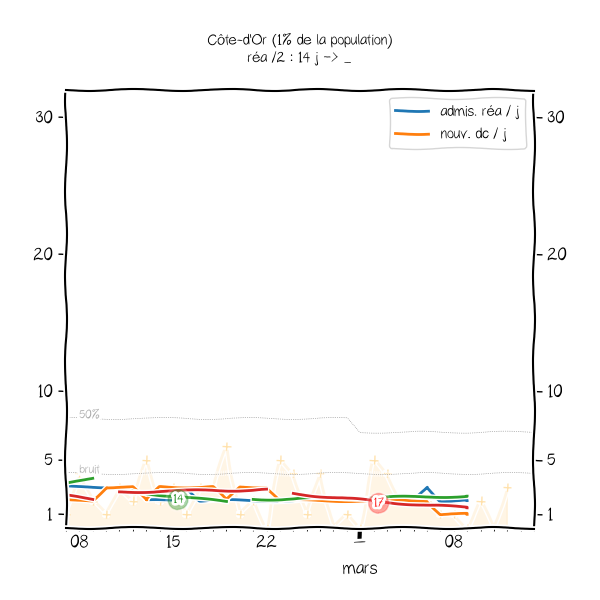 Côte-d'Or (1% de la population)
réa /2 : 14 j -> _
admis. réa / j
nouv. dc / j
30 30
20 20
10 10
50%
5 5
bruit
14 17
1 1
08 15 22 1 08
mars